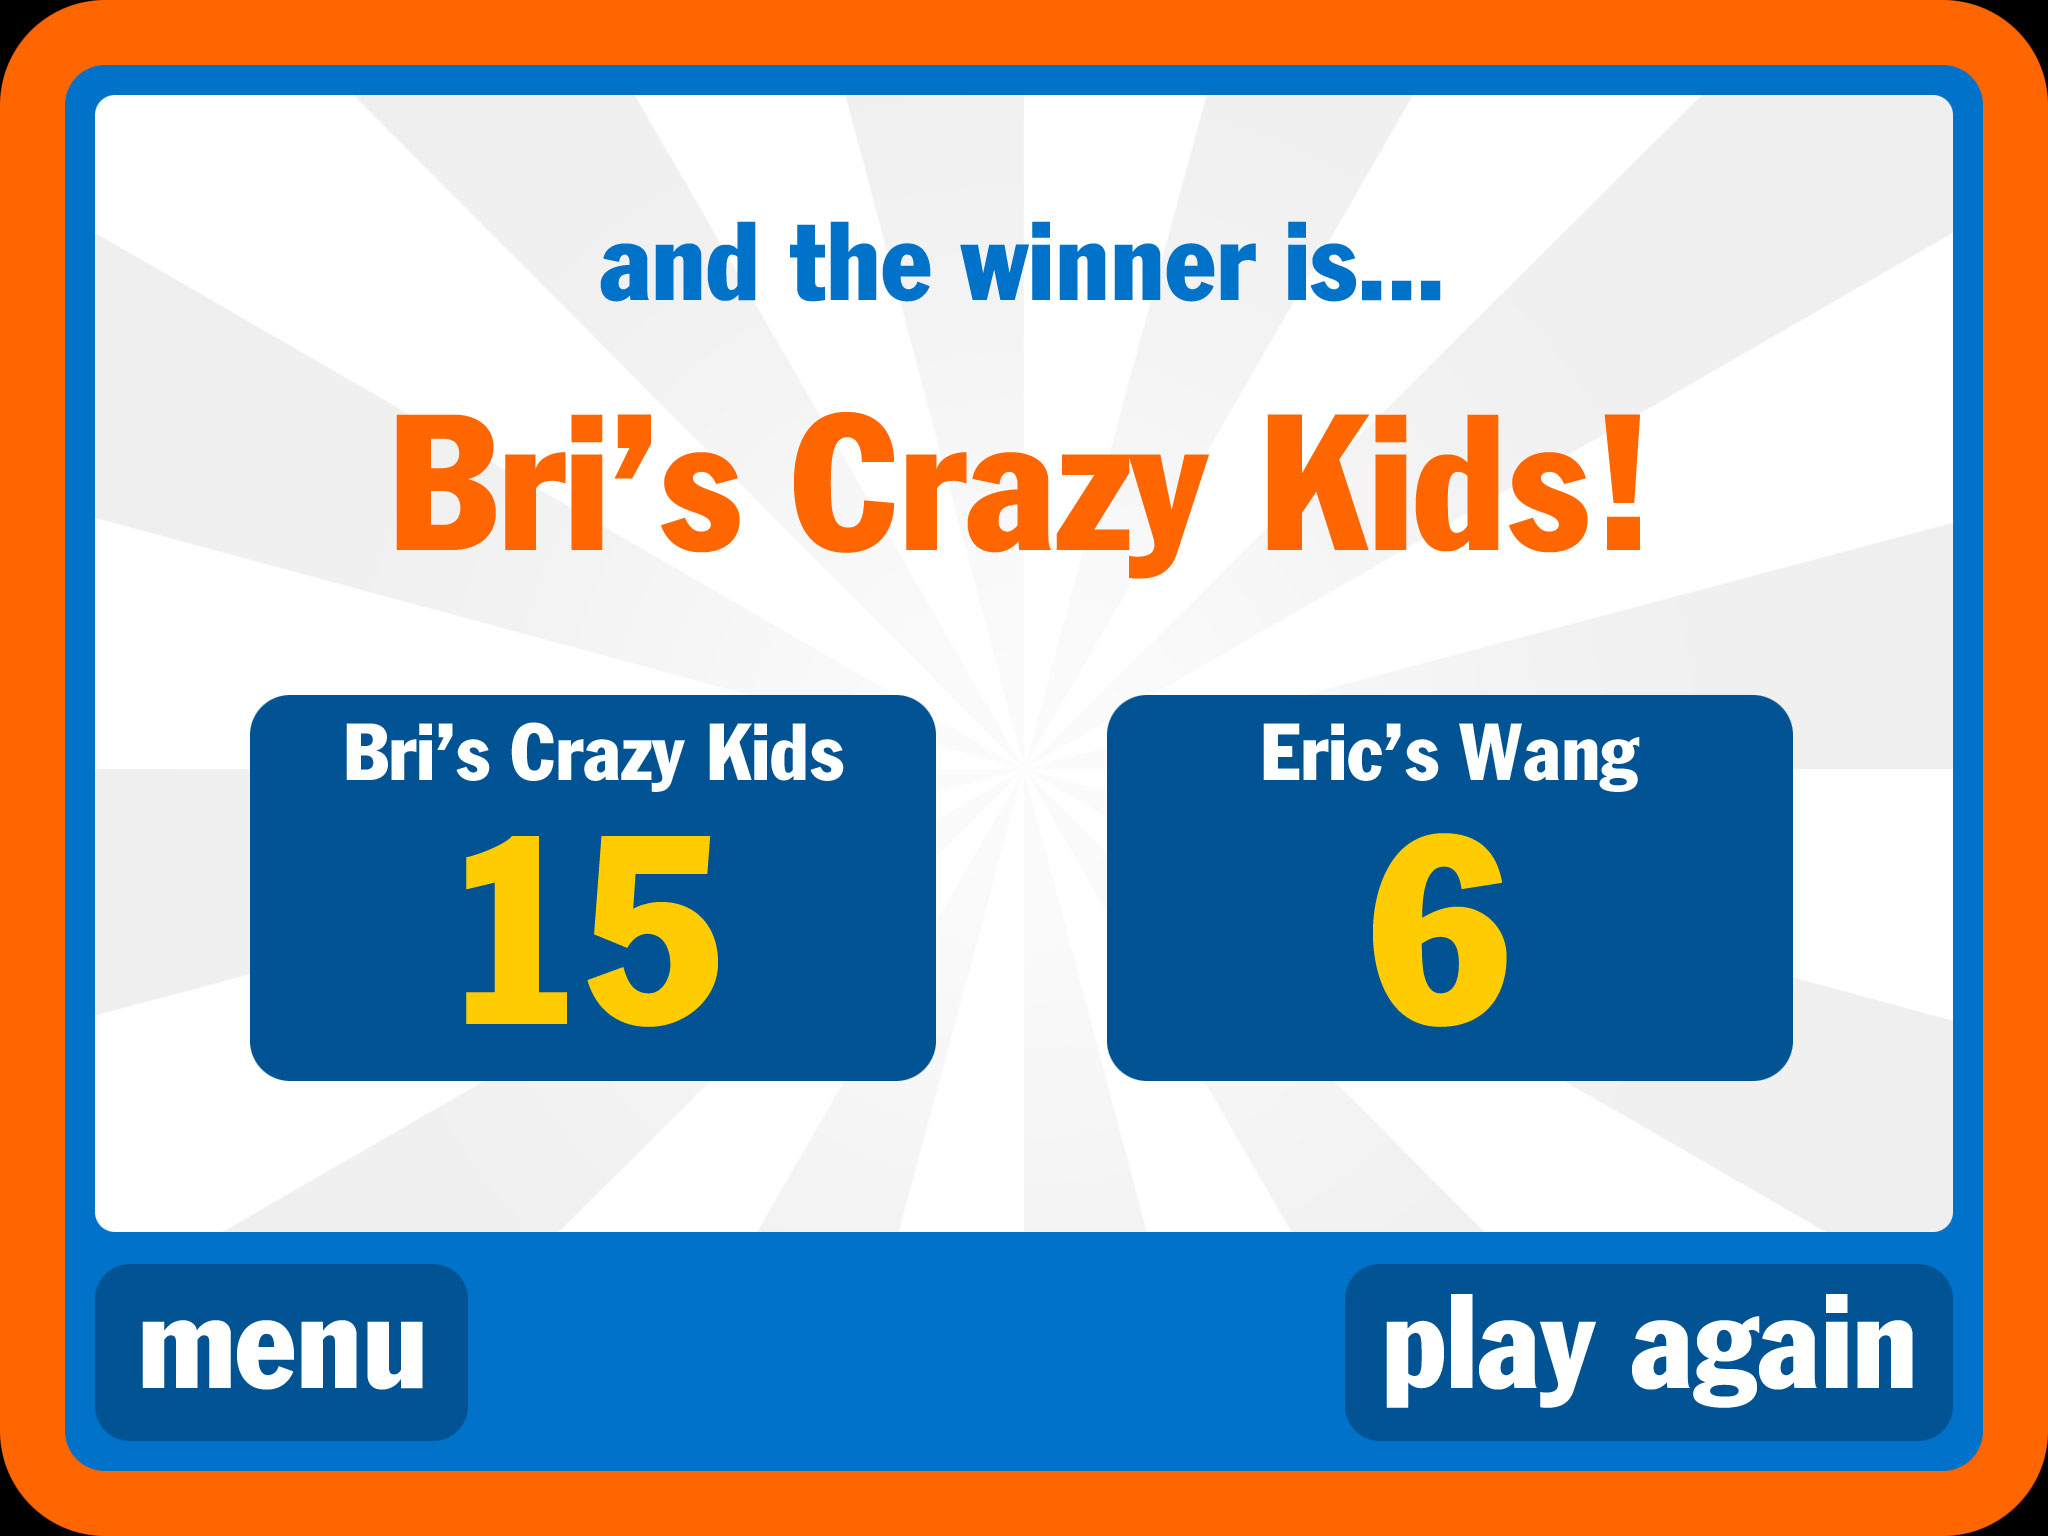 and the winner is...
Bri’s Crazy Kids!
Bri’s Crazy Kids
15
Eric’s Wang
6
menu
play again